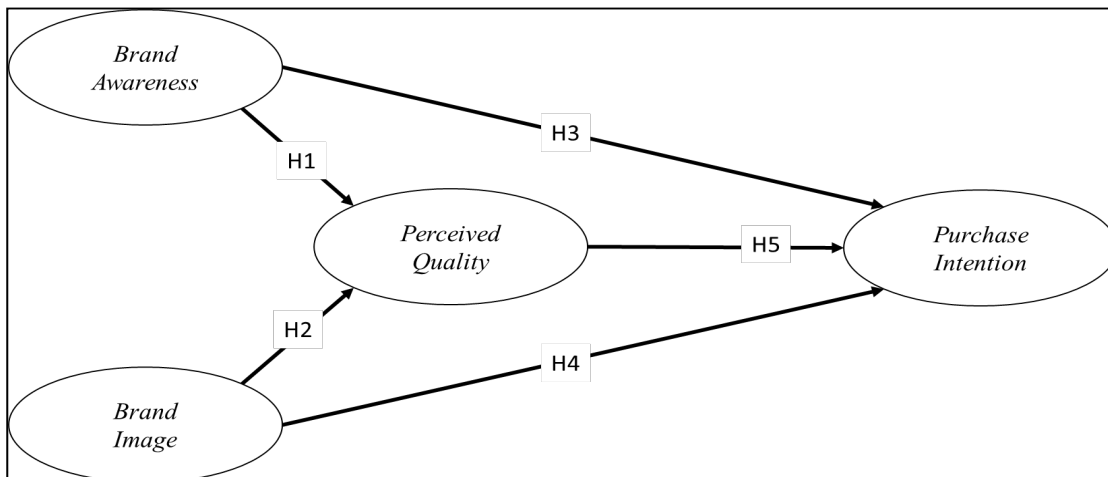 Brand
Awareness
H3
H1
Perceived
Quality
H5
Purchase
Intention
H2
H4
Brand
Image